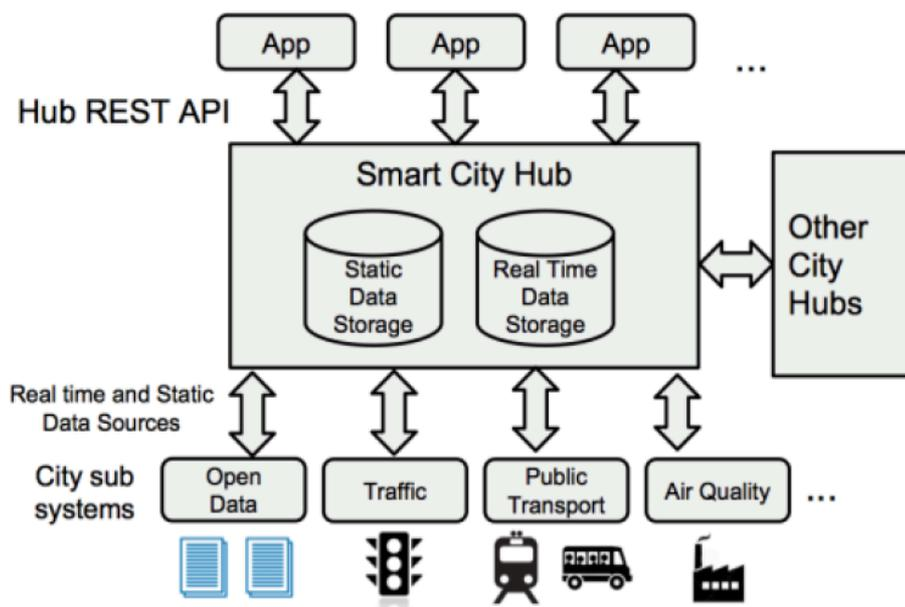 App
App
App
...
Hub REST API
Smart City Hub
Static
Data
Storage
Real Time
Data
Storage
Other
City
Hubs
Real time and Static
Data Sources
City sub
systems
Open
Data
Traffic
Public
Transport
Air Quality
...